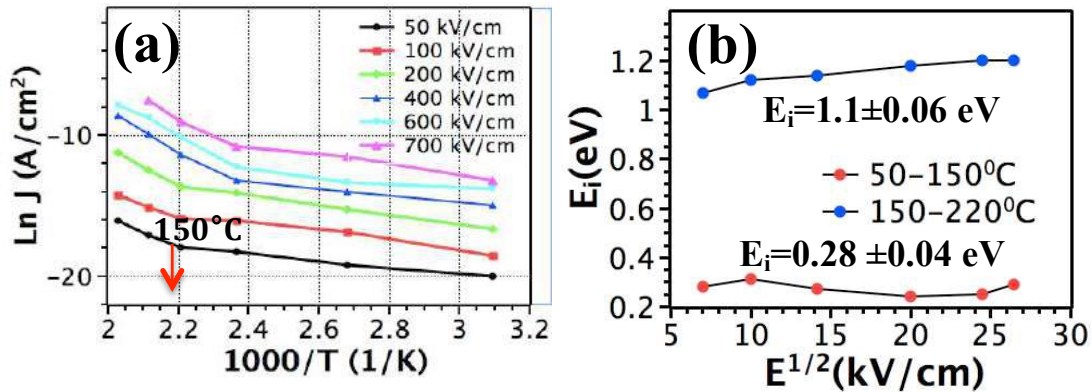 (a)
50 kV/cm
100 kV/cm
200 kV/cm
400 kV/cm
600 kV/cm
700 kV/cm
Ln J (A/cm²)
-10
-20
150°C
2 2.2 2.4 2.6 2.8 3 3.2
1000/T (1/K)
(b)
Eᵢ(eV)
1.2
1
0.8
0.6
0.4
0.2
Eᵢ=1.1±0.06 eV
50-150⁰C
150-220⁰C
Eᵢ=0.28 ±0.04 eV
5 10 15 20 25 30
E¹/²(kV/cm)